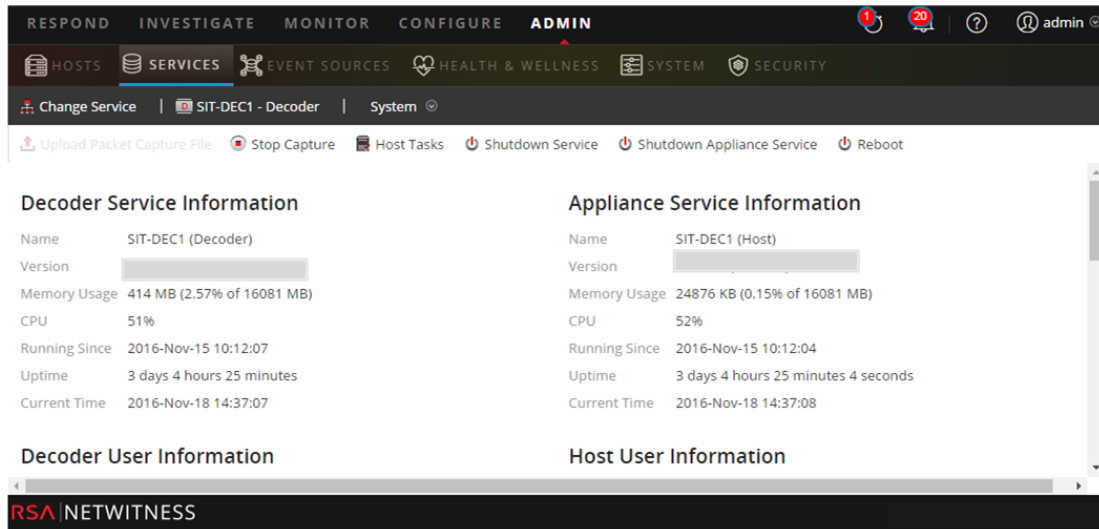 RESPOND INVESTIGATE MONITOR CONFIGURE ADMIN 1 20 ? admin
HOSTS SERVICES EVENT SOURCES HEALTH & WELLNESS SYSTEM SECURITY
Change Service | D SIT-DEC1 - Decoder | System
Upload Packet Capture File Stop Capture Host Tasks Shutdown Service Shutdown Appliance Service Reboot
Decoder Service Information
Name SIT-DEC1 (Decoder)
Version
Memory Usage 414 MB (2.57% of 16081 MB)
CPU 51%
Running Since 2016-Nov-15 10:12:07
Uptime 3 days 4 hours 25 minutes
Current Time 2016-Nov-18 14:37:07
Decoder User Information
Appliance Service Information
Name SIT-DEC1 (Host)
Version
Memory Usage 24876 KB (0.15% of 16081 MB)
CPU 52%
Running Since 2016-Nov-15 10:12:04
Uptime 3 days 4 hours 25 minutes 4 seconds
Current Time 2016-Nov-18 14:37:08
Host User Information
RSA NETWITNESS